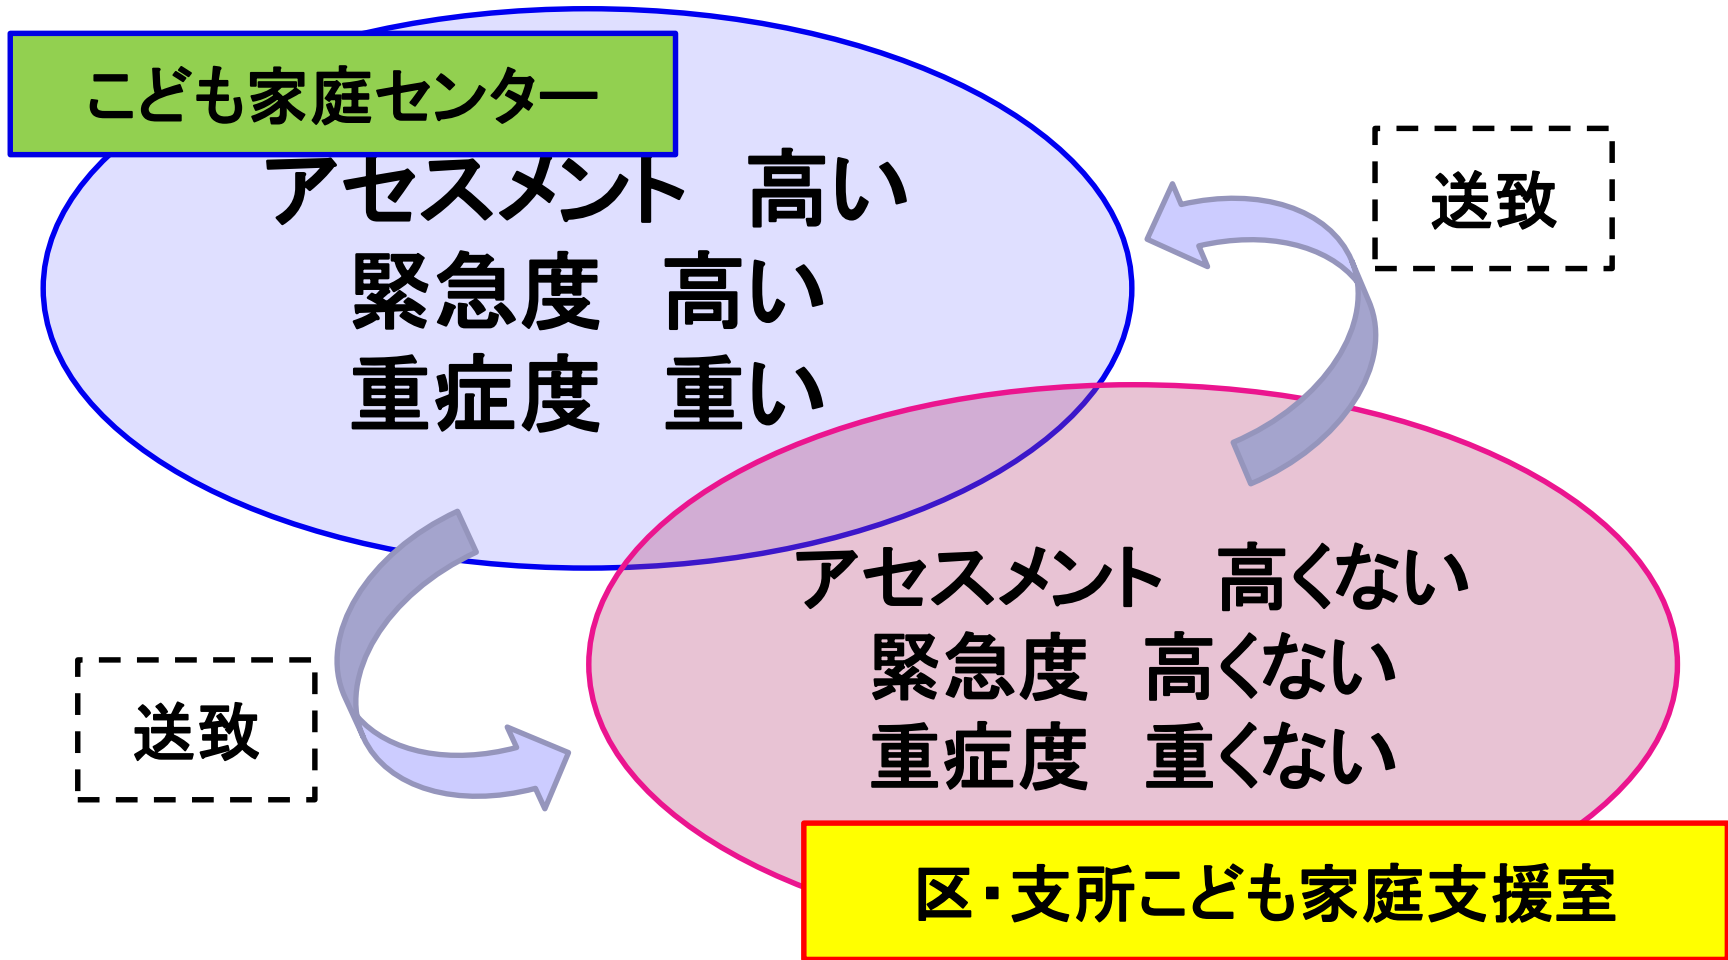 こども家庭センター
アセスメント　高い
緊急度　高い
重症度　重い
送致
送致
アセスメント　高くない
緊急度　高くない
重症度　重くない
区・支所こども家庭支援室